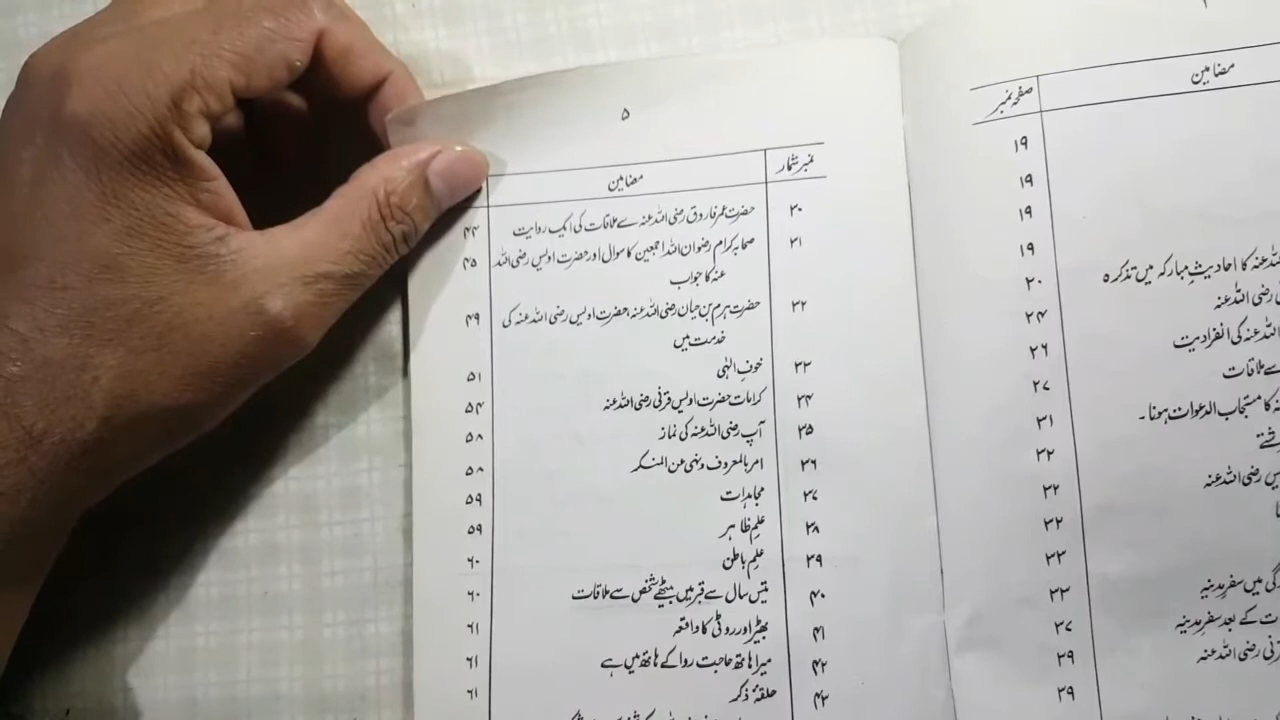 صفحہ نمبر | مضامین
۱۹
۱۹
۱۹
۱۹
اللہ عنہ کا احادیثِ مبارکہ میں تذکرہ | ۲۰
رضی اللہ عنہ | ۲۴
اللہ عنہ کی انفرادیت | ۲۶
سے ملاقات | ۲۷
کا مستجاب الدعوات ہونا۔ | ۳۱
۳۲
رضی اللہ عنہ | ۳۲
۳۲
۳۳
میں سفرِ مدینہ | ۳۳
کے بعد سفرِ مدینہ | ۳۷
رضی اللہ عنہ | ۳۹
۳۹
۵
نمبر شمار | مضامین
۳۰ | حضرت عمر فاروق رضی اللہ عنہ سے ملاقات کی ایک روایت | ۴۴
۳۱ | صحابہ کرام رضوان اللہ اجمعین کا سوال اور حضرت اویس رضی اللہ | ۴۵
عنہ کا جواب
۳۲ | حضرت ہرم بن حیان رضی اللہ عنہ، حضرت اویس رضی اللہ عنہ کی | ۴۹
خدمت میں
۳۳ | خوفِ الٰہی | ۵۱
۳۴ | کرامات حضرت اویس قرنی رضی اللہ عنہ | ۵۴
۳۵ | آپ رضی اللہ عنہ کی نماز | ۵۸
۳۶ | امر بالمعروف ونہی عن المنکر | ۵۸
۳۷ | مجاہدات | ۵۹
۳۸ | علمِ ظاہر | ۵۹
۳۹ | علمِ باطن | ۶۰
۴۰ | تیس سال سے قبر میں بیٹھے شخص سے ملاقات | ۶۰
۴۱ | بھیڑ اور روٹی کا واقعہ | ۶۱
۴۲ | میرا ہاتھ حاجت روا کے ہاتھ میں ہے | ۶۱
۴۳ | حلقۂ ذکر | ۶۱